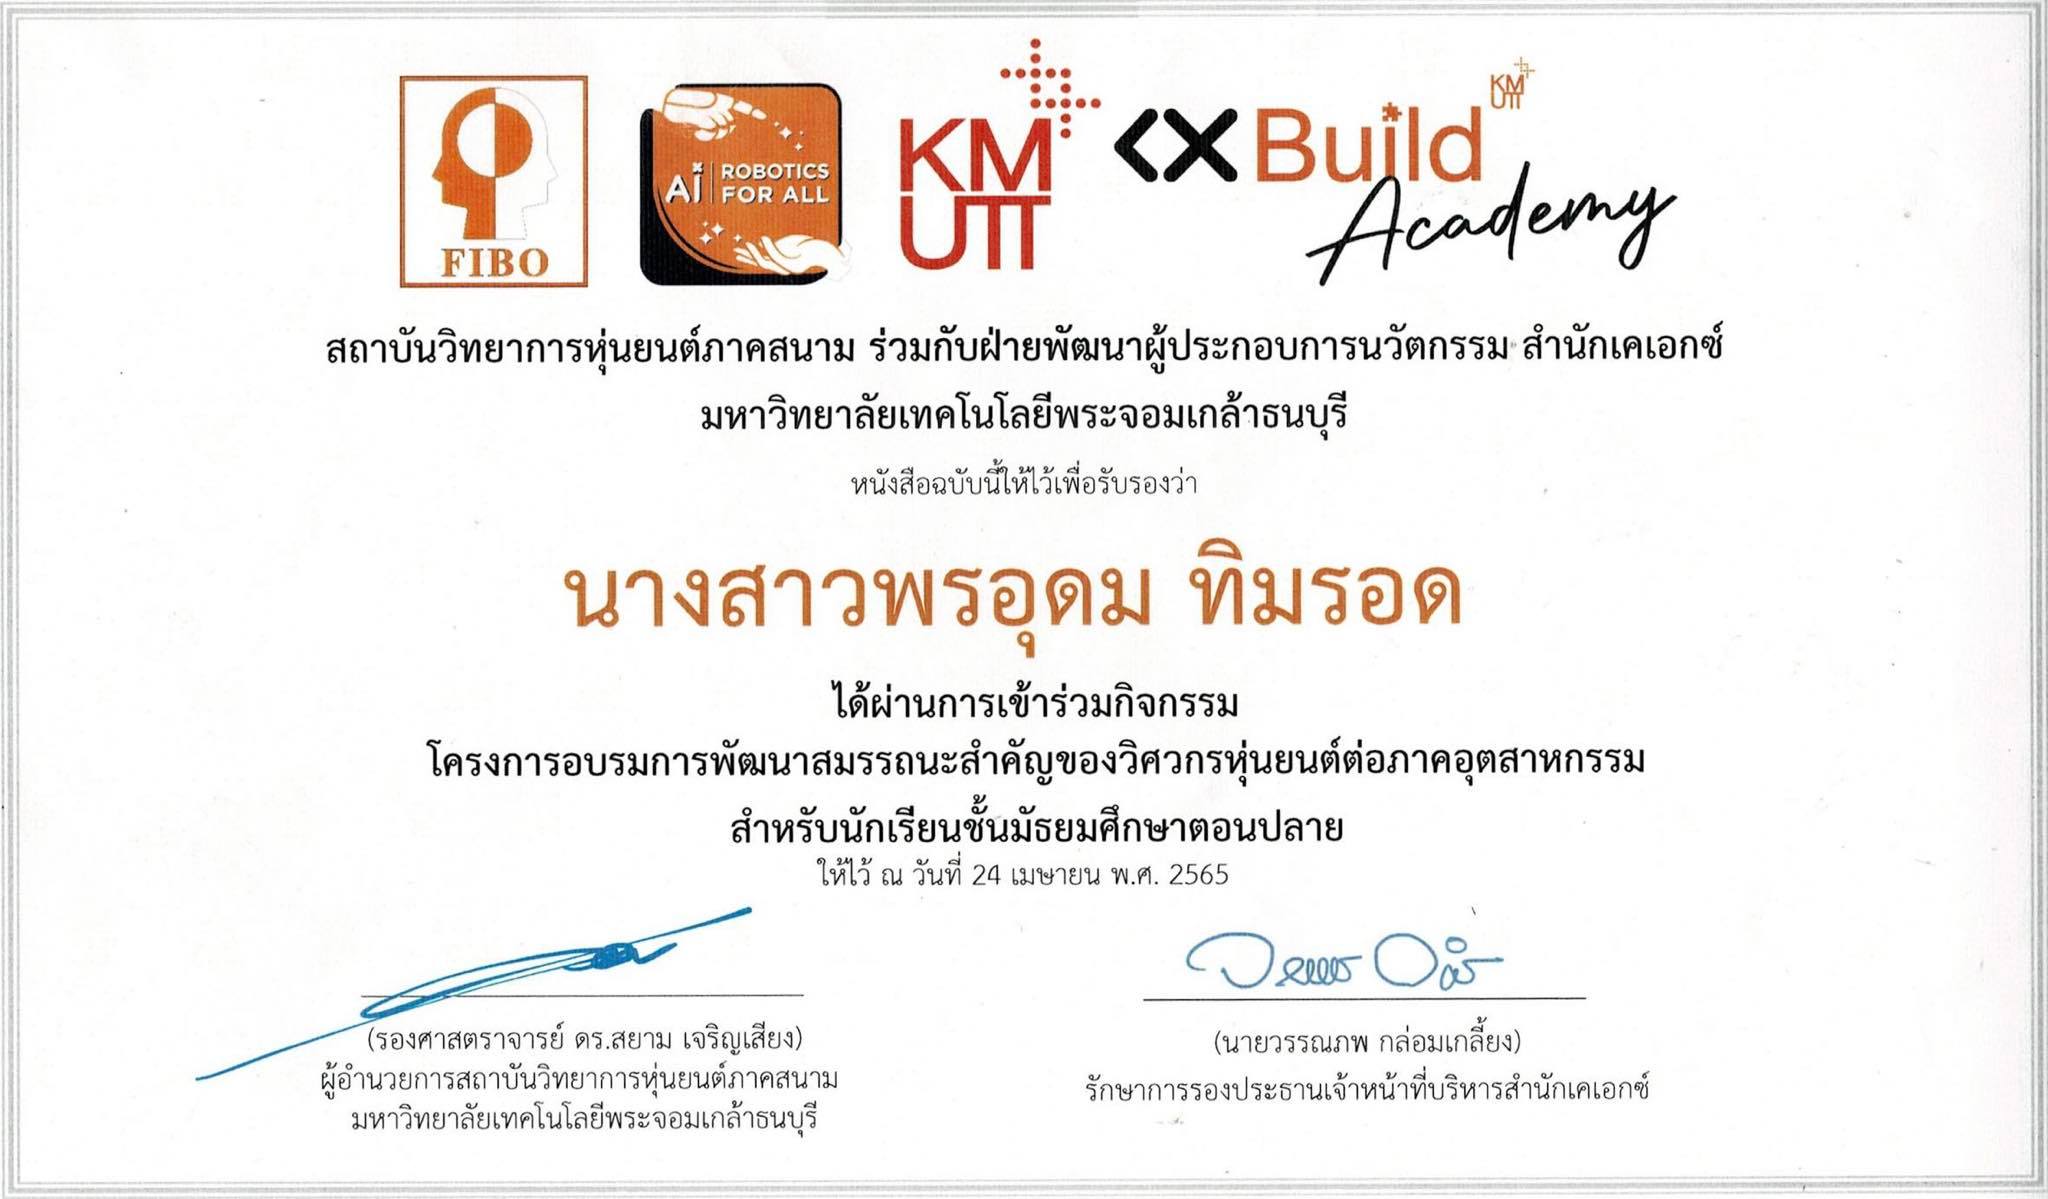 FIBO
Ai ROBOTICS FOR ALL
KMUTT
KX Build KMUTT
Academy
สถาบันวิทยาการหุ่นยนต์ภาคสนาม ร่วมกับฝ่ายพัฒนาผู้ประกอบการนวัตกรรม สำนักเคเอกซ์
มหาวิทยาลัยเทคโนโลยีพระจอมเกล้าธนบุรี
หนังสือฉบับนี้ให้ไว้เพื่อรับรองว่า
นางสาวพรอุดม ทิมรอด
ได้ผ่านการเข้าร่วมกิจกรรม
โครงการอบรมการพัฒนาสมรรถนะสำคัญของวิศวกรหุ่นยนต์ต่อภาคอุตสาหกรรม
สำหรับนักเรียนชั้นมัธยมศึกษาตอนปลาย
ให้ไว้ ณ วันที่ 24 เมษายน พ.ศ. 2565
(รองศาสตราจารย์ ดร.สยาม เจริญเสียง)
ผู้อำนวยการสถาบันวิทยาการหุ่นยนต์ภาคสนาม
มหาวิทยาลัยเทคโนโลยีพระจอมเกล้าธนบุรี
(นายวรรณภพ กล่อมเกลี้ยง)
รักษาการรองประธานเจ้าหน้าที่บริหารสำนักเคเอกซ์